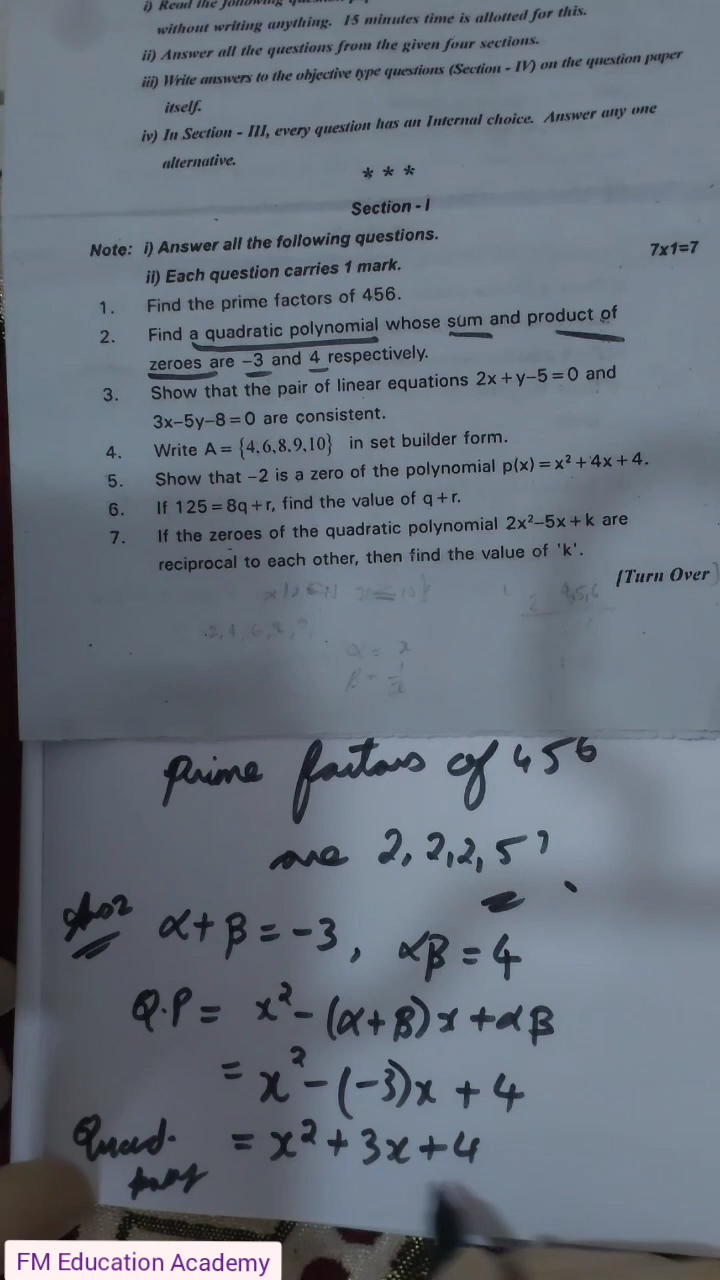 i) Read the following
without writing anything. 15 minutes time is allotted for this.
ii) Answer all the questions from the given four sections.
iii) Write answers to the objective type questions (Section - IV) on the question paper
itself.
iv) In Section - III, every question has an Internal choice. Answer any one
alternative.
* * *
Section - I
Note: i) Answer all the following questions. 7x1=7
ii) Each question carries 1 mark.
1. Find the prime factors of 456.
2. Find a quadratic polynomial whose sum and product of
zeroes are -3 and 4 respectively.
3. Show that the pair of linear equations 2x+y-5=0 and
3x-5y-8=0 are consistent.
4. Write A= {4,6,8,9,10} in set builder form.
5. Show that -2 is a zero of the polynomial p(x)=x²+4x+4.
6. If 125=8q+r, find the value of q+r.
7. If the zeroes of the quadratic polynomial 2x²-5x+k are
reciprocal to each other, then find the value of 'k'.
[Turn Over]
prime factors of 456
are 2, 2, 2, 57
Ans2 α+β=-3, αβ=4
Q.P= x²-(α+β)x+αβ
= x²-(-3)x+4
Quad. = x²+3x+4
poly
FM Education Academy